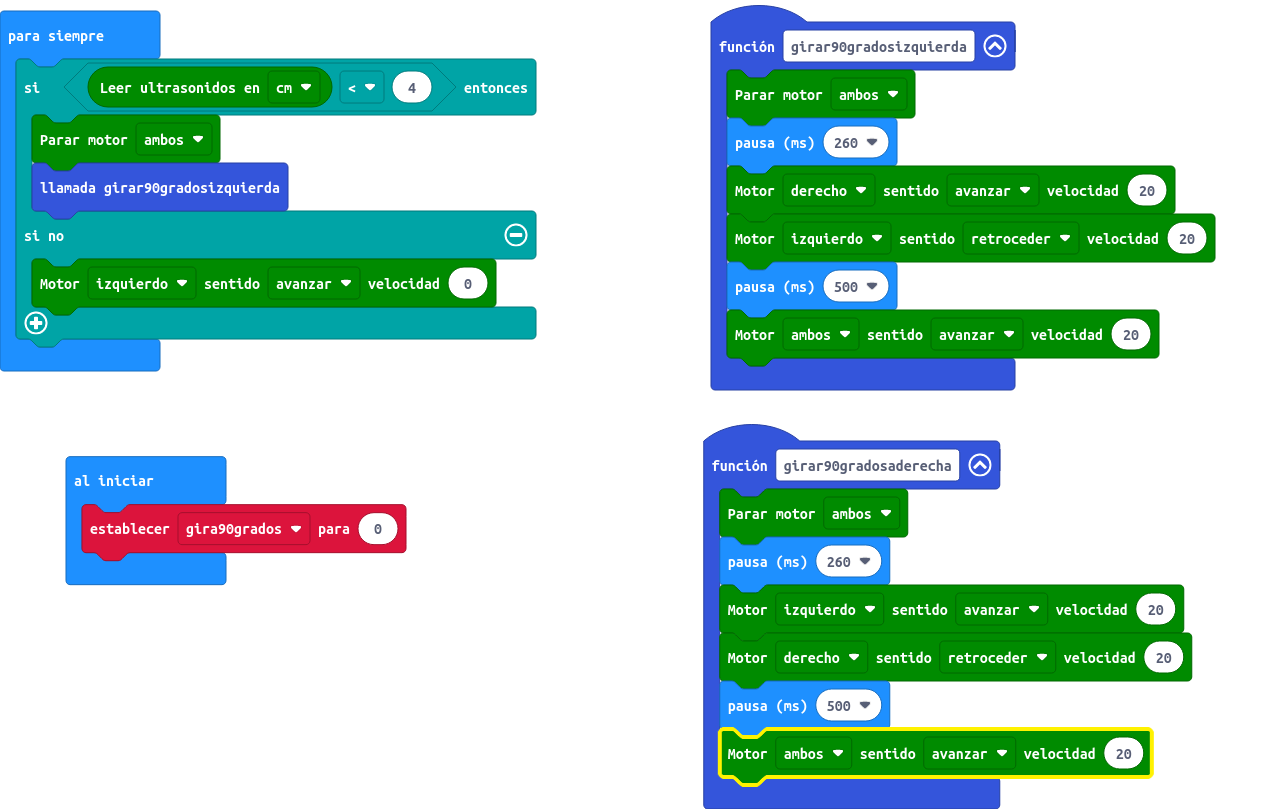 para siempre
si Leer ultrasonidos en cm < 4 entonces
Parar motor ambos
llamada girar90gradosizquierda
si no
Motor izquierdo sentido avanzar velocidad 0
al iniciar
establecer gira90grados para 0
función girar90gradosizquierda
Parar motor ambos
pausa (ms) 260
Motor derecho sentido avanzar velocidad 20
Motor izquierdo sentido retroceder velocidad 20
pausa (ms) 500
Motor ambos sentido avanzar velocidad 20
función girar90gradosaderecha
Parar motor ambos
pausa (ms) 260
Motor izquierdo sentido avanzar velocidad 20
Motor derecho sentido retroceder velocidad 20
pausa (ms) 500
Motor ambos sentido avanzar velocidad 20